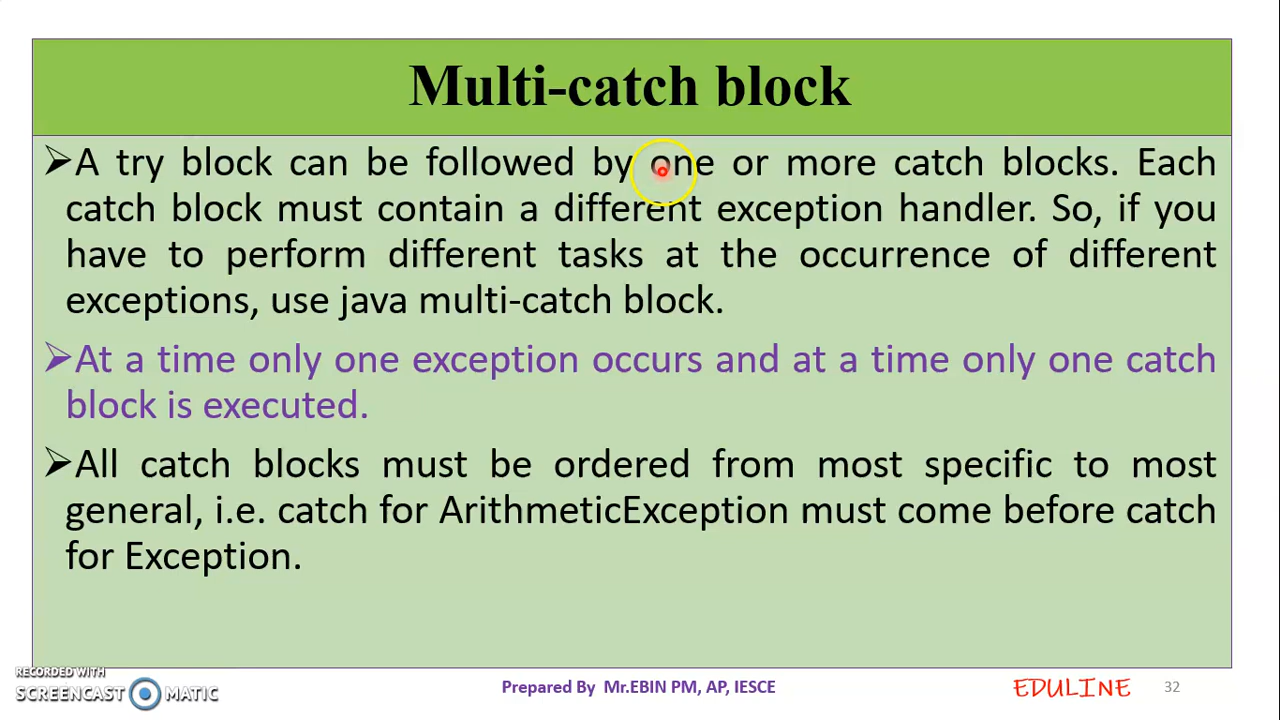 Multi-catch block
➢A try block can be followed by one or more catch blocks. Each
catch block must contain a different exception handler. So, if you
have to perform different tasks at the occurrence of different
exceptions, use java multi-catch block.
➢At a time only one exception occurs and at a time only one catch
block is executed.
➢All catch blocks must be ordered from most specific to most
general, i.e. catch for ArithmeticException must come before catch
for Exception.
RECORDED WITH
SCREENCAST MATIC
Prepared By Mr.EBIN PM, AP, IESCE
EDULINE
32